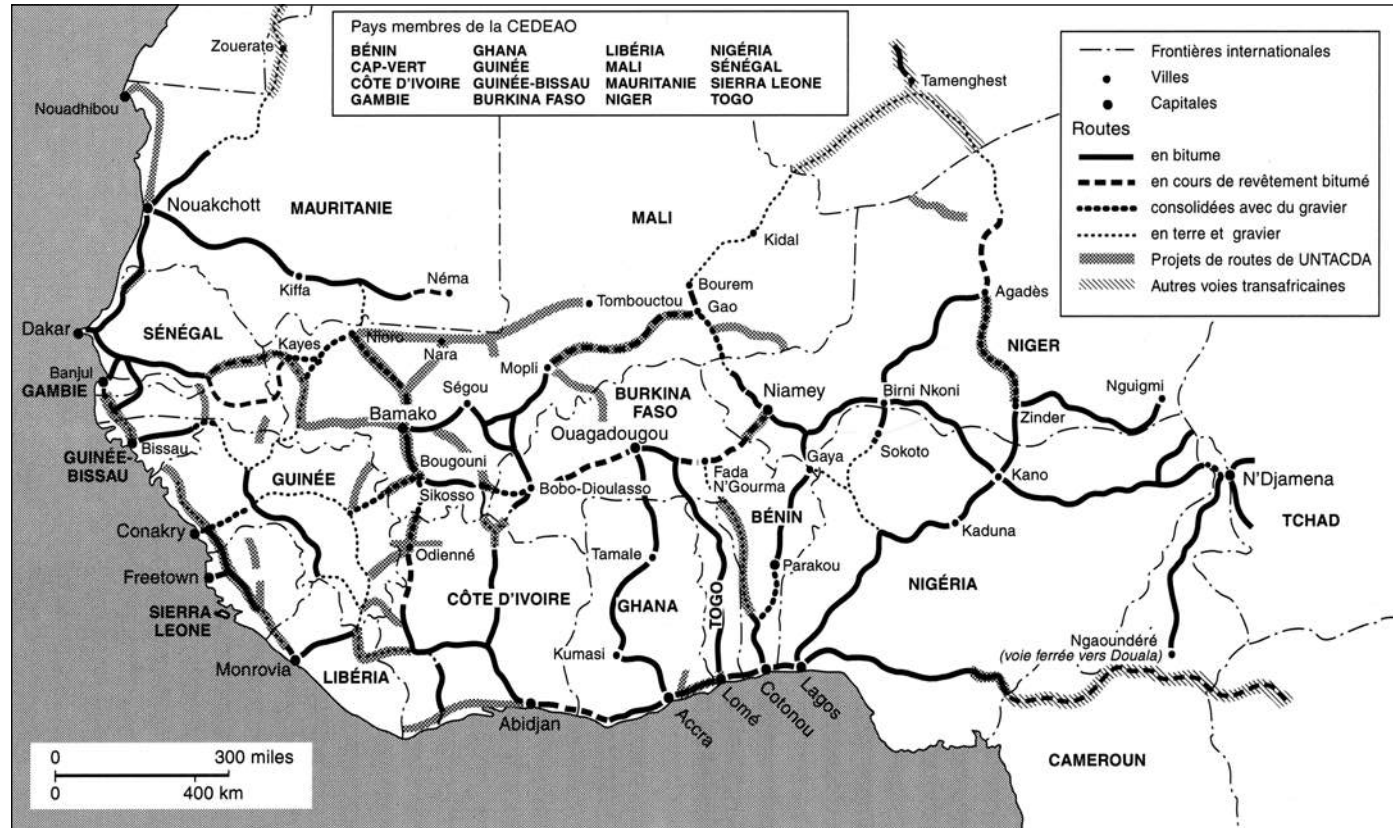 Pays membres de la CEDEAO
BÉNIN GHANA LIBÉRIA NIGÉRIA
CAP-VERT GUINÉE MALI SÉNÉGAL
CÔTE D'IVOIRE GUINÉE-BISSAU MAURITANIE SIERRA LEONE
GAMBIE BURKINA FASO NIGER TOGO
Frontières internationales
Villes
Capitales
Routes
en bitume
en cours de revêtement bitumé
consolidées avec du gravier
en terre et gravier
Projets de routes de UNTACDA
Autres voies transafricaines
Zouerate
Tamenghest
Nouadhibou
Nouakchott
MAURITANIE
MALI
Kidal
Kiffa
Néma
Bourem
Tombouctou
Gao
Agadès
Dakar
SÉNÉGAL
Kayes
Nioro
Nara
NIGER
Banjul
GAMBIE
Mopli
Ségou
BURKINA
FASO
Niamey
Birni Nkoni
Nguigmi
Zinder
Bamako
Ouagadougou
Bissau
GUINÉE-
BISSAU
Bougouni
Gaya
Sokoto
Fada
N'Gourma
Kano
N'Djamena
GUINÉE
Sikosso
Bobo-Dioulasso
BÉNIN
TCHAD
Conakry
Kaduna
Odienné
Tamale
Parakou
Freetown
NIGÉRIA
SIERRA
LEONE
CÔTE D'IVOIRE
GHANA
TOGO
Ngaoundéré
(voie ferrée vers Douala)
Kumasi
Monrovia
LIBÉRIA
Abidjan
Accra
Lomé
Cotonou
Lagos
CAMEROUN
0 300 miles
0 400 km